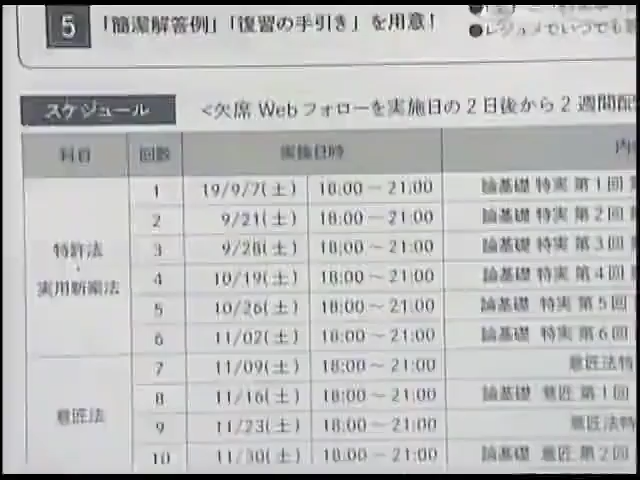 5 「簡潔解答例」「復習の手引き」を用意！
●レジュメでいつでも
スケジュール <欠席 Webフォローを実施日の2日後から2週間配
科目 回数 実施日時 内
特許法・実用新案法
1 19/9/7(土) 18:00～21:00 論基礎 特実 第1回
2 9/21(土) 18:00～21:00 論基礎 特実 第2回
3 9/28(土) 18:00～21:00 論基礎 特実 第3回
4 10/19(土) 18:00～21:00 論基礎 特実 第4回
5 10/26(土) 18:00～21:00 論基礎 特実 第5回
6 11/02(土) 18:00～21:00 論基礎 特実 第6回
意匠法
7 11/09(土) 18:00～21:00 意匠法特
8 11/16(土) 18:00～21:00 論基礎 意匠 第1回
9 11/23(土) 18:00～21:00 意匠法特
10 11/30(土) 18:00～21:00 論基礎 意匠 第2回